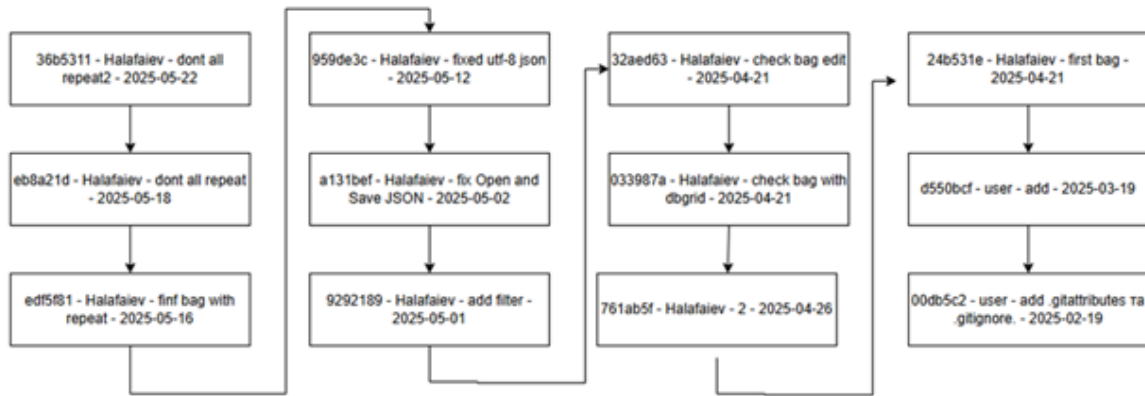 36b5311 - Halafaiev - dont all
repeat2 - 2025-05-22
eb8a21d - Halafaiev - dont all repeat
- 2025-05-18
edf5f81 - Halafaiev - finf bag with
repeat - 2025-05-16
959de3c - Halafaiev - fixed utf-8 json
- 2025-05-12
a131bef - Halafaiev - fix Open and
Save JSON - 2025-05-02
9292189 - Halafaiev - add filter -
2025-05-01
32aed63 - Halafaiev - check bag edit
- 2025-04-21
033987a - Halafaiev - check bag with
dbgrid - 2025-04-21
761ab5f - Halafaiev - 2 - 2025-04-26
24b531e - Halafaiev - first bag -
2025-04-21
d550bcf - user - add - 2025-03-19
00db5c2 - user - add .gitattributes та
.gitignore. - 2025-02-19